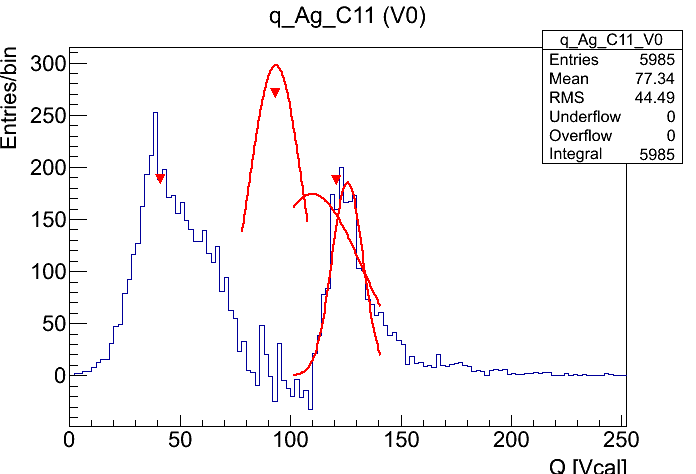 q_Ag_C11 (V0)
q_Ag_C11_V0
Entries 5985
Mean 77.34
RMS 44.49
Underflow 0
Overflow 0
Integral 5985
Entries/bin
300
250
200
150
100
50
0
0 50 100 150 200 250
Q [Vcal]